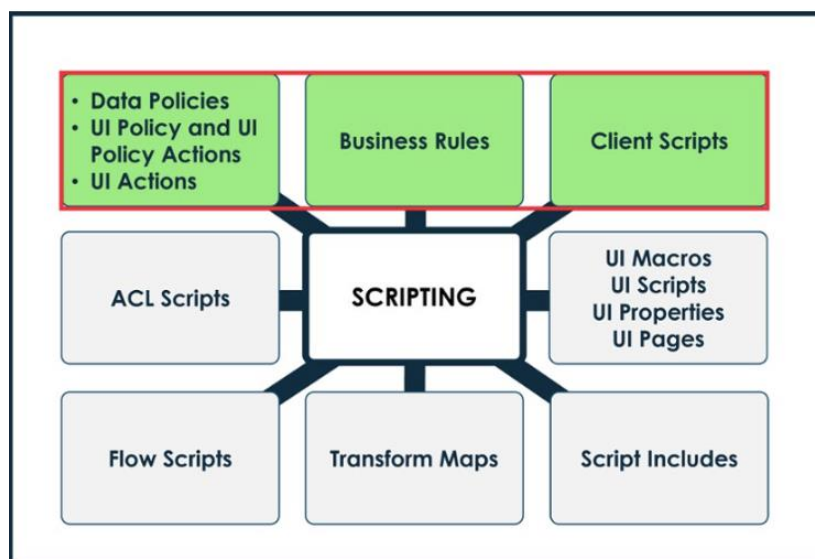 • Data Policies
• UI Policy and UI
Policy Actions
• UI Actions
Business Rules
Client Scripts
ACL Scripts
SCRIPTING
UI Macros
UI Scripts
UI Properties
UI Pages
Flow Scripts
Transform Maps
Script Includes